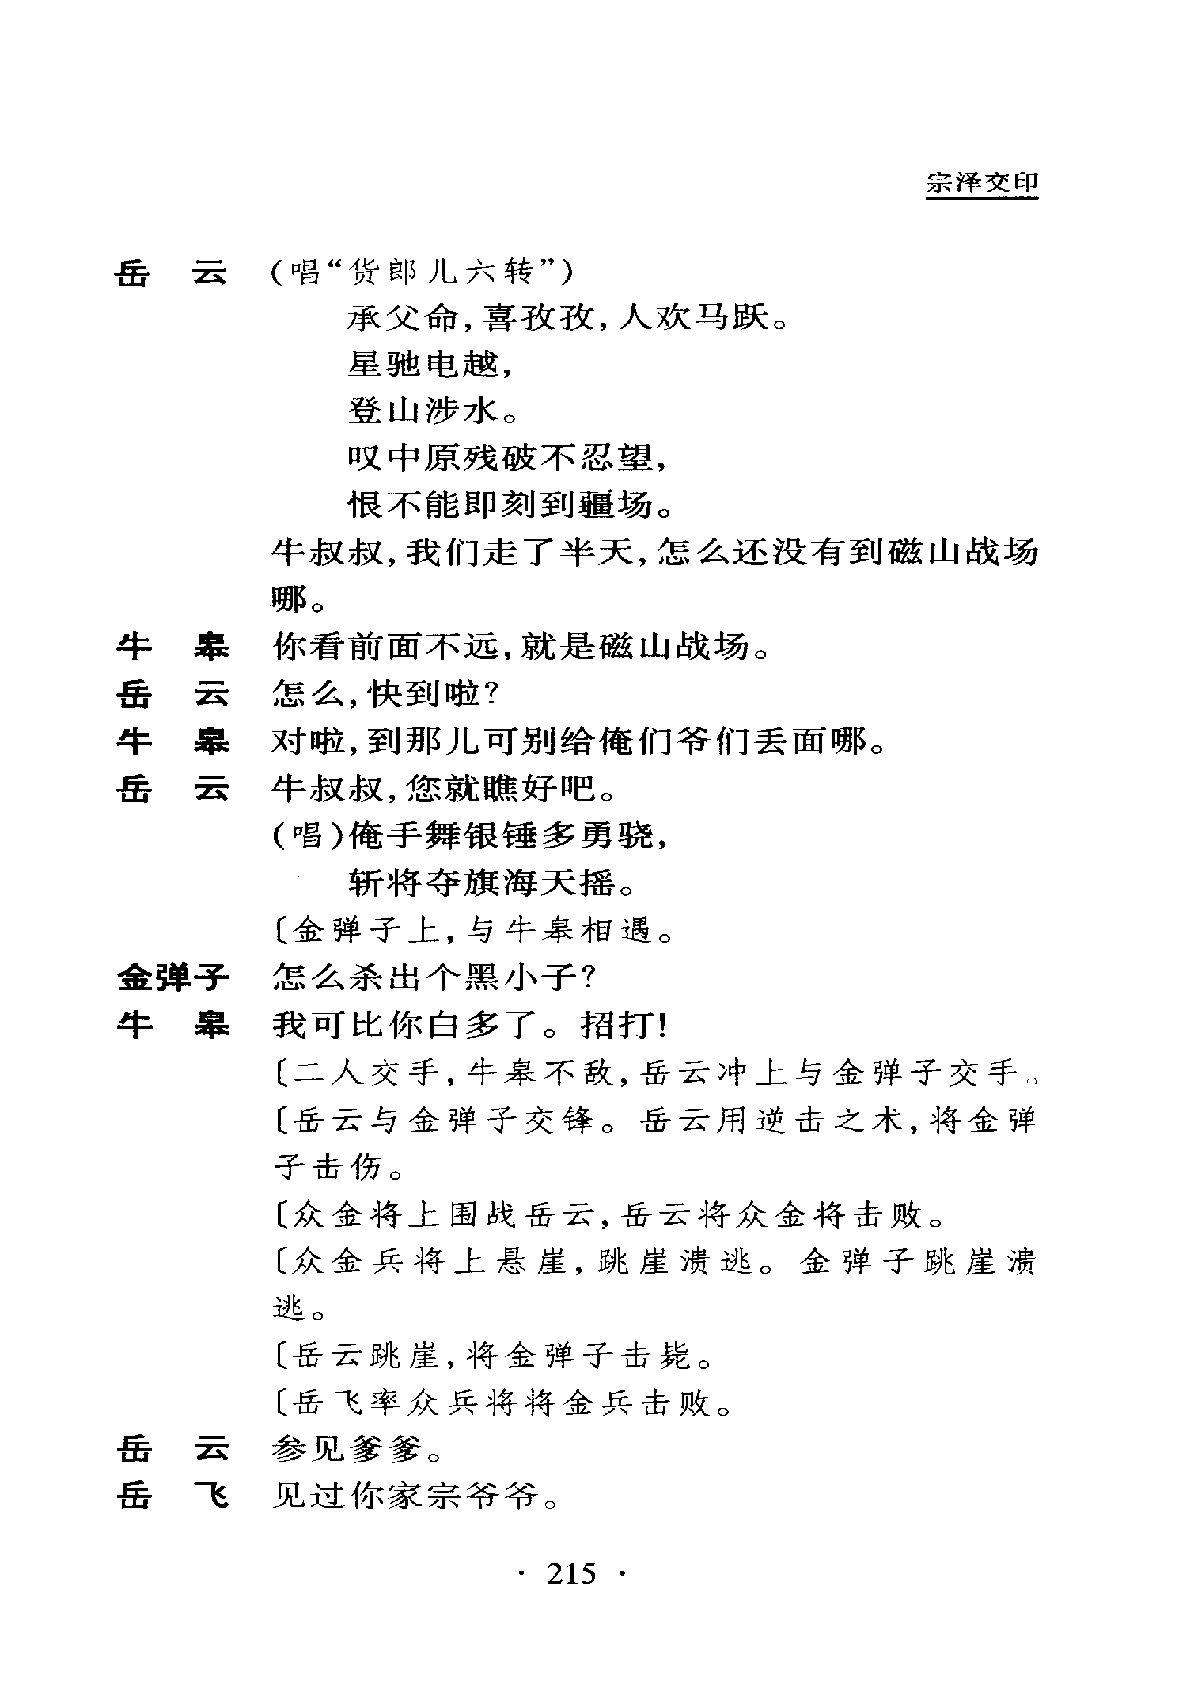 宗泽交印
岳　云　(唱“货郎儿六转”)
承父命,喜孜孜,人欢马跃。
星驰电越,
登山涉水。
叹中原残破不忍望,
恨不能即刻到疆场。
牛叔叔,我们走了半天,怎么还没有到磁山战场
哪。
牛　皋　你看前面不远,就是磁山战场。
岳　云　怎么,快到啦?
牛　皋　对啦,到那儿可别给俺们爷们丢面哪。
岳　云　牛叔叔,您就瞧好吧。
(唱)俺手舞银锤多勇骁,
斩将夺旗海天摇。
〔金弹子上,与牛皋相遇。
金弹子　怎么杀出个黑小子?
牛　皋　我可比你白多了。招打!
〔二人交手,牛皋不敌,岳云冲上与金弹子交手。
〔岳云与金弹子交锋。岳云用逆击之术,将金弹
子击伤。
〔众金将上围战岳云,岳云将众金将击败。
〔众金兵将上悬崖,跳崖溃逃。金弹子跳崖溃
逃。
〔岳云跳崖,将金弹子击毙。
〔岳飞率众兵将将金兵击败。
岳　云　参见爹爹。
岳　飞　见过你家宗爷爷。
· 215 ·